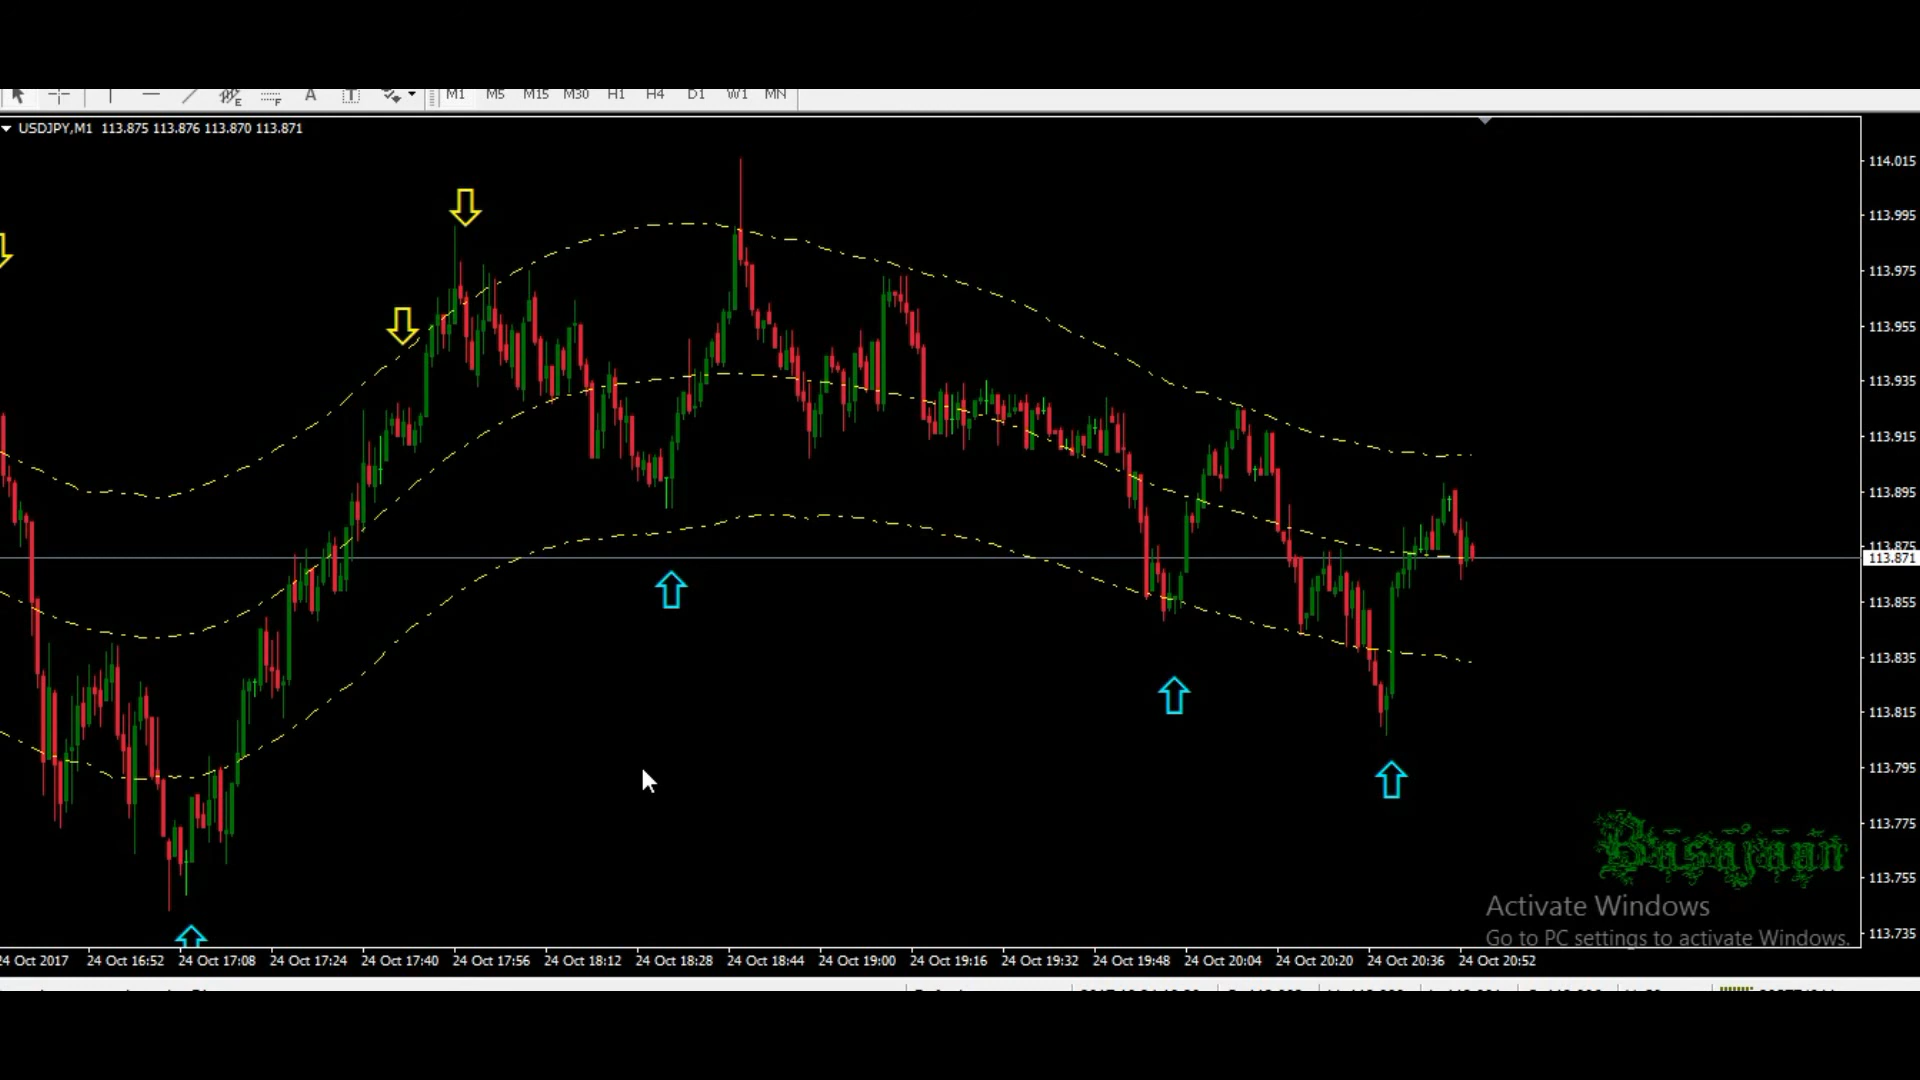 E F A T M1 M5 M15 M30 H1 H4 D1 W1 MN
USDJPY,M1 113.875 113.876 113.870 113.871
114.015
113.995
113.975
113.955
113.935
113.915
113.895
113.875
113.871
113.855
113.835
113.815
113.795
113.775
113.755
113.735
Basajaun
Activate Windows
Go to PC settings to activate Windows.
24 Oct 2017 24 Oct 16:52 24 Oct 17:08 24 Oct 17:24 24 Oct 17:40 24 Oct 17:56 24 Oct 18:12 24 Oct 18:28 24 Oct 18:44 24 Oct 19:00 24 Oct 19:16 24 Oct 19:32 24 Oct 19:48 24 Oct 20:04 24 Oct 20:20 24 Oct 20:36 24 Oct 20:52